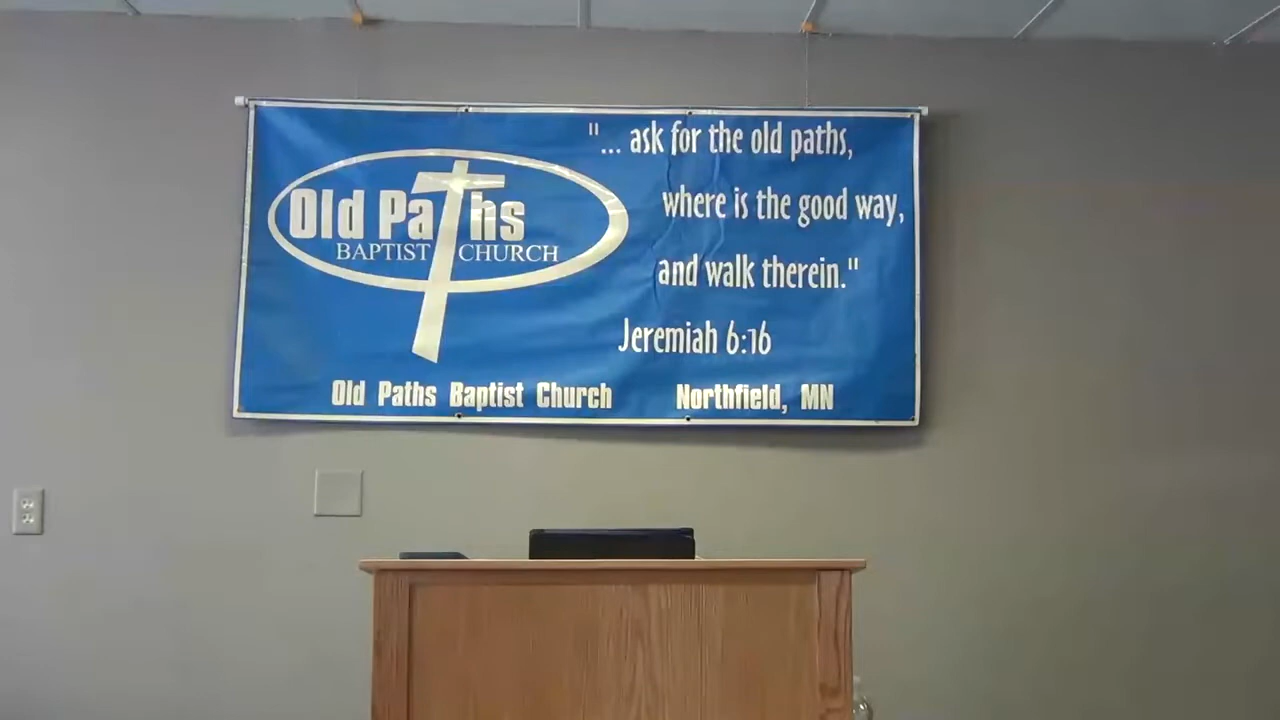 Old Paths
BAPTIST CHURCH
"... ask for the old paths,
where is the good way,
and walk therein."
Jeremiah 6:16
Old Paths Baptist Church Northfield, MN